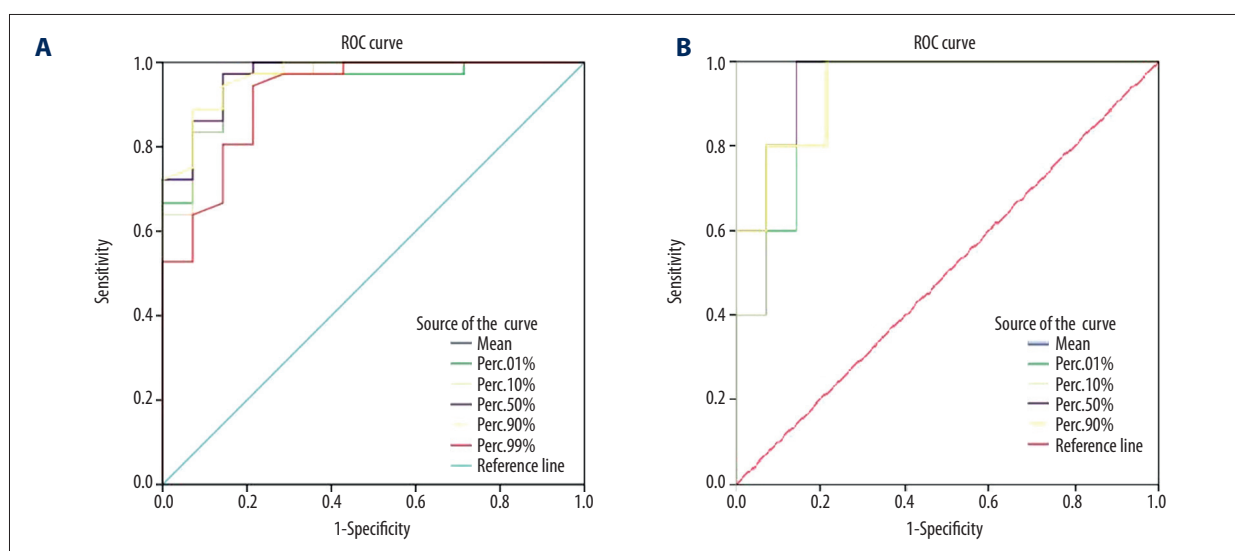 A
ROC curve
1.0
0.8
0.6
0.4
0.2
0.0
Sensitivity
0.0 0.2 0.4 0.6 0.8 1.0
1-Specificity
Source of the curve
Mean
Perc.01%
Perc.10%
Perc.50%
Perc.90%
Perc.99%
Reference line
B
ROC curve
1.0
0.8
0.6
0.4
0.2
0.0
Sensitivity
0.0 0.2 0.4 0.6 0.8 1.0
1-Specificity
Source of the curve
Mean
Perc.01%
Perc.10%
Perc.50%
Perc.90%
Reference line